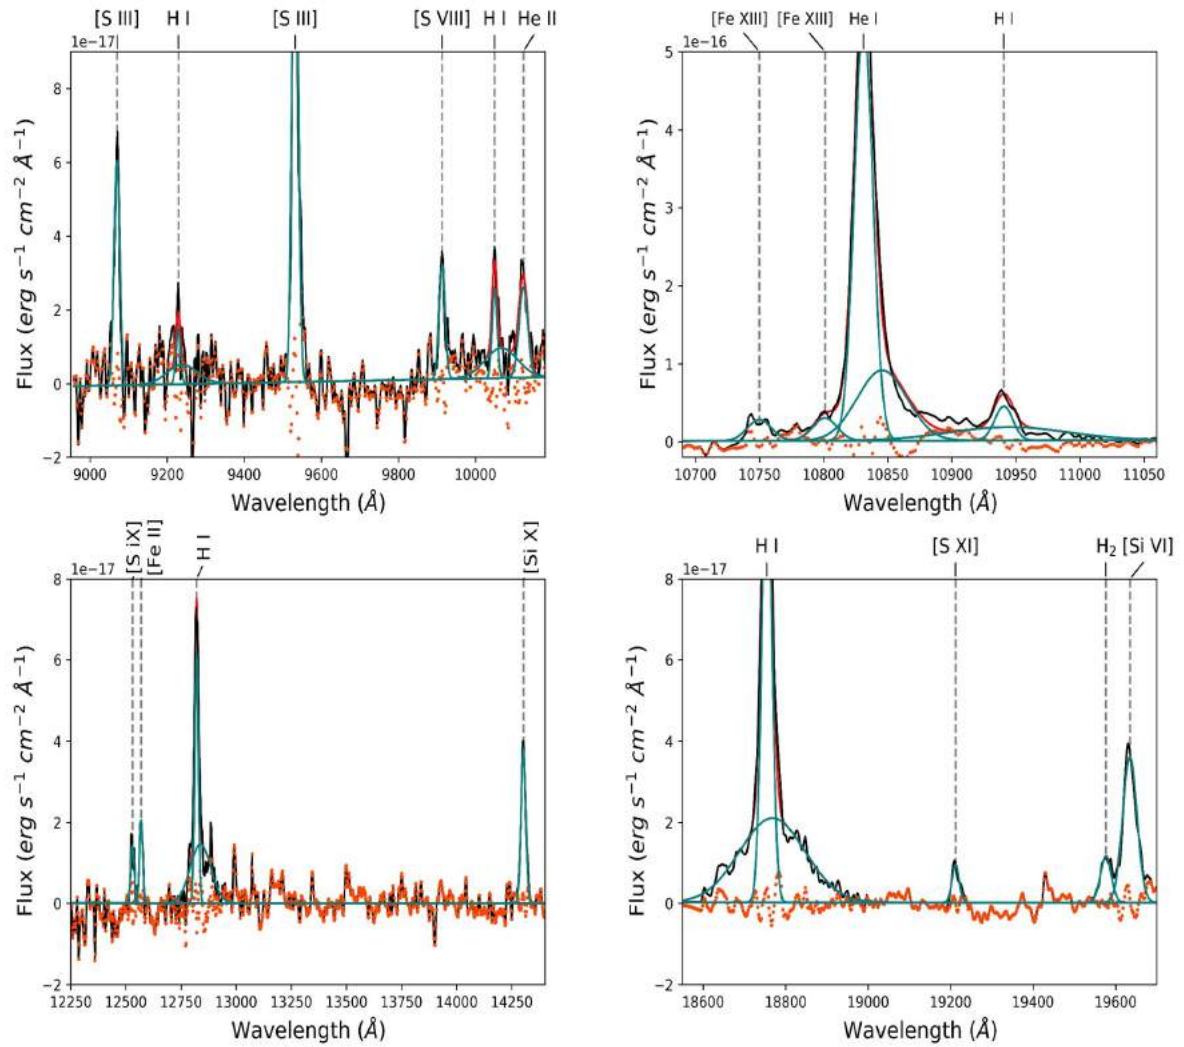 [S III] H I [S III] [S VIII] H I He II
1e−17
8
6
4
2
0
−2
Flux (erg s⁻¹ cm⁻² Å⁻¹)
9000 9200 9400 9600 9800 10000
Wavelength (Å)
[Fe XIII] [Fe XIII] He I H I
1e−16
5
4
3
2
1
0
Flux (erg s⁻¹ cm⁻² Å⁻¹)
10700 10750 10800 10850 10900 10950 11000 11050
Wavelength (Å)
[S iX]
[Fe II]
H I
[Si X]
1e−17
8
6
4
2
0
−2
Flux (erg s⁻¹ cm⁻² Å⁻¹)
12250 12500 12750 13000 13250 13500 13750 14000 14250
Wavelength (Å)
H I [S XI] H₂ [Si VI]
1e−17
8
6
4
2
0
−2
Flux (erg s⁻¹ cm⁻² Å⁻¹)
18600 18800 19000 19200 19400 19600
Wavelength (Å)